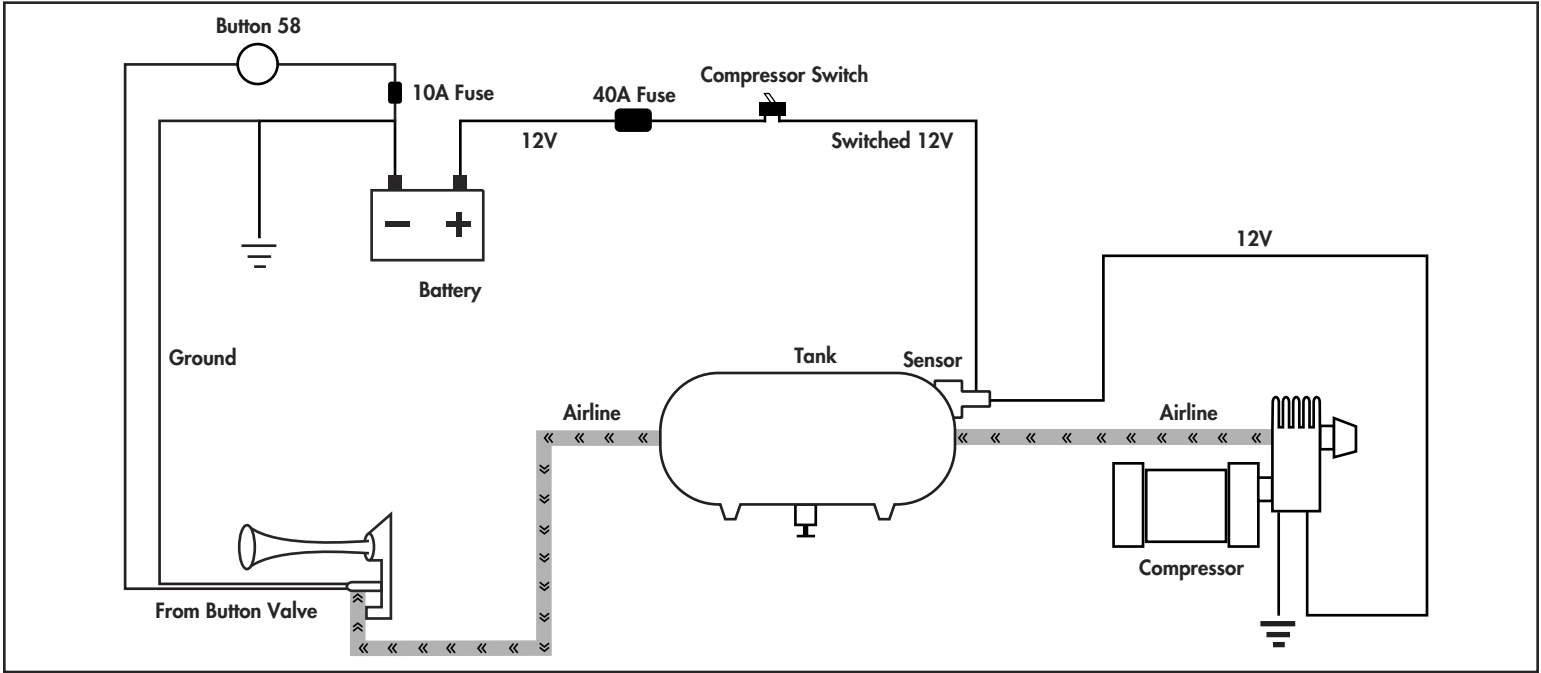 Button 58
10A Fuse
40A Fuse
Compressor Switch
12V
Switched 12V
Battery
12V
Ground
Tank
Sensor
Airline
Airline
Compressor
From Button Valve